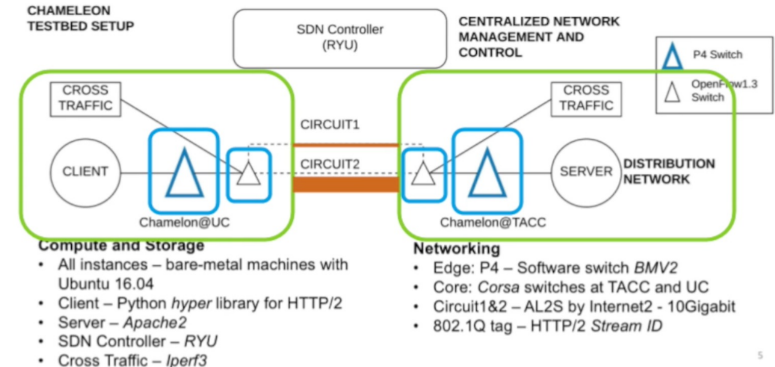 CHAMELEON
TESTBED SETUP
SDN Controller
(RYU)
CENTRALIZED NETWORK
MANAGEMENT AND
CONTROL
P4 Switch
OpenFlow1.3
Switch
CROSS
TRAFFIC
CLIENT
CIRCUIT1
CIRCUIT2
CROSS
TRAFFIC
SERVER
DISTRIBUTION
NETWORK
Chamelon@UC
Chamelon@TACC
Compute and Storage
• All instances – bare-metal machines with
Ubuntu 16.04
• Client – Python hyper library for HTTP/2
• Server – Apache2
• SDN Controller – RYU
• Cross Traffic – Iperf3
Networking
• Edge: P4 – Software switch BMV2
• Core: Corsa switches at TACC and UC
• Circuit1&2 – AL2S by Internet2 - 10Gigabit
• 802.1Q tag – HTTP/2 Stream ID
5